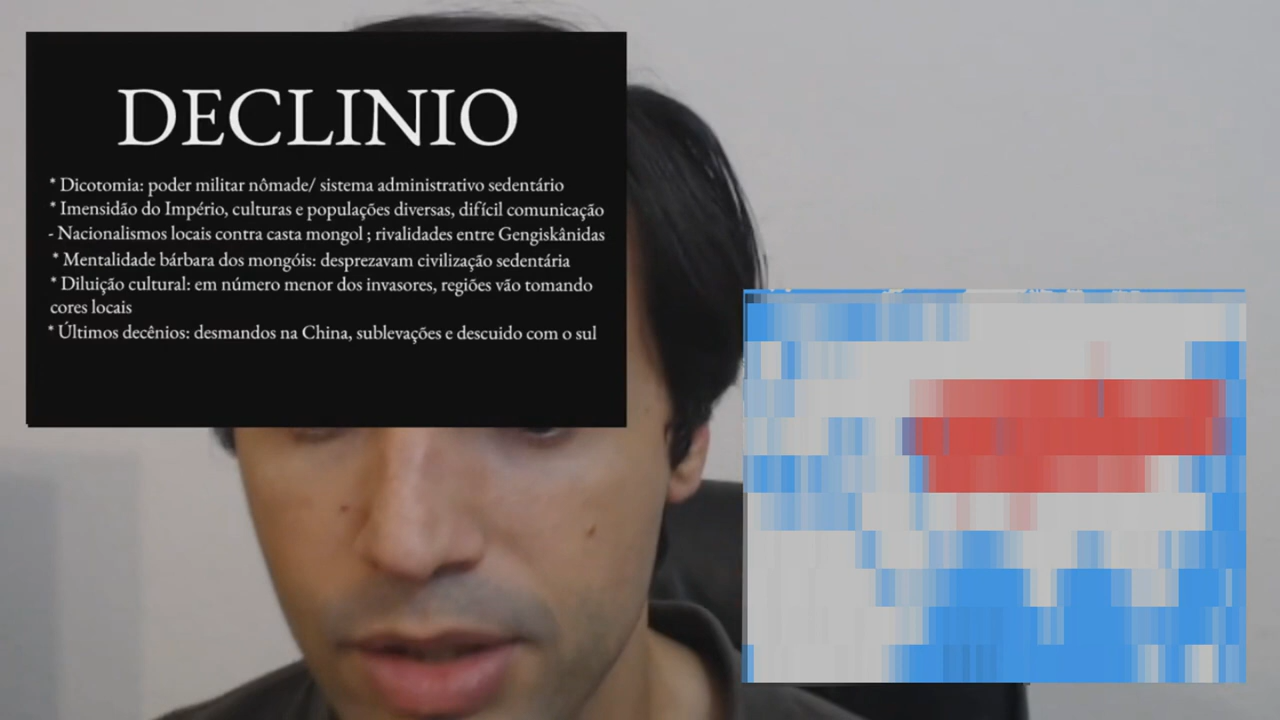 DECLINIO
* Dicotomia: poder militar nômade/ sistema administrativo sedentário
* Imensidão do Império, culturas e populações diversas, difícil comunicação
- Nacionalismos locais contra casta mongol ; rivalidades entre Gengiskânidas
* Mentalidade bárbara dos mongóis: desprezavam civilização sedentária
* Diluição cultural: em número menor dos invasores, regiões vão tomando
cores locais
* Últimos decênios: desmandos na China, sublevações e descuido com o sul